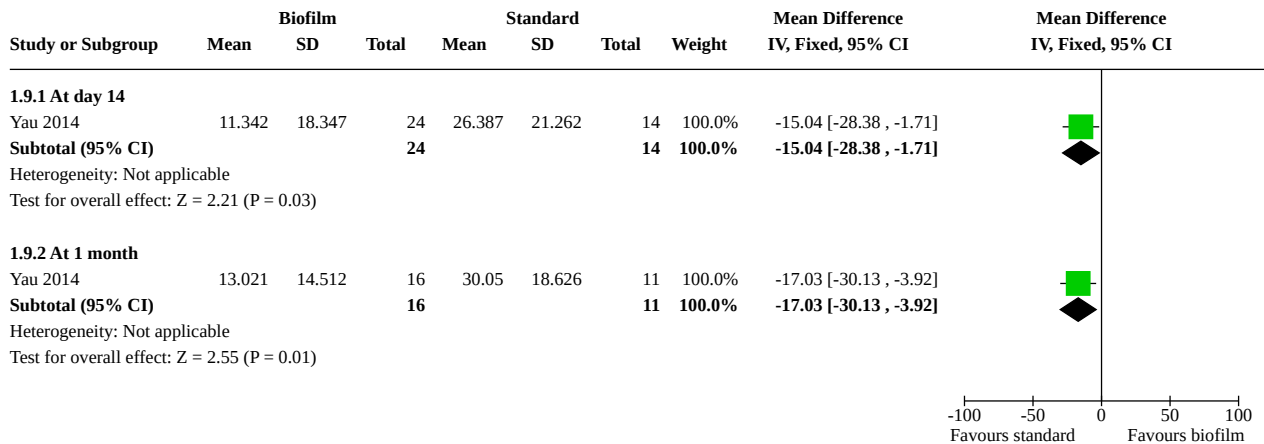 Biofilm Standard Mean Difference Mean Difference
Study or Subgroup Mean SD Total Mean SD Total Weight IV, Fixed, 95% CI IV, Fixed, 95% CI
1.9.1 At day 14
Yau 2014 11.342 18.347 24 26.387 21.262 14 100.0% -15.04 [-28.38 , -1.71]
Subtotal (95% CI) 24 14 100.0% -15.04 [-28.38 , -1.71]
Heterogeneity: Not applicable
Test for overall effect: Z = 2.21 (P = 0.03)
1.9.2 At 1 month
Yau 2014 13.021 14.512 16 30.05 18.626 11 100.0% -17.03 [-30.13 , -3.92]
Subtotal (95% CI) 16 11 100.0% -17.03 [-30.13 , -3.92]
Heterogeneity: Not applicable
Test for overall effect: Z = 2.55 (P = 0.01)
-100 -50 0 50 100
Favours standard Favours biofilm